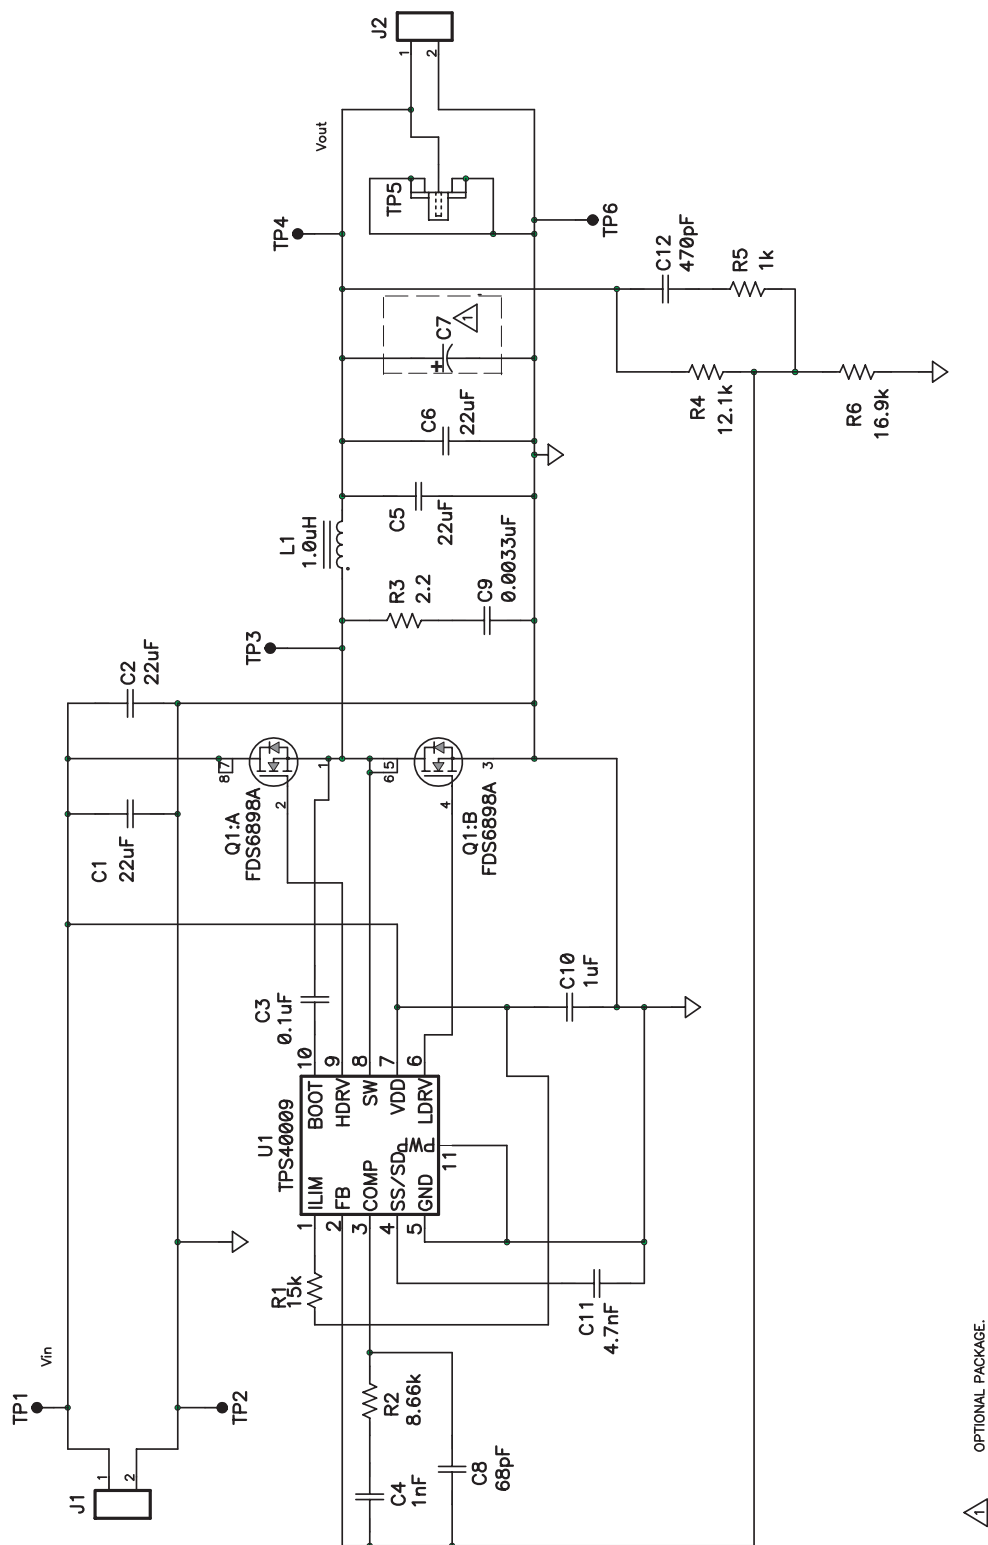 J2
1
2
Vout
TP5
TP4
TP6
C12
470pF
R5
1k
C7
+
1
R4
12.1k
R6
16.9k
C6
22uF
C5
22uF
L1
1.0uH
R3
2.2
C9
0.0033uF
TP3
C2
22uF
8
7
1
2
Q1:A
FDS6898A
6
5
3
4
Q1:B
FDS6898A
C1
22uF
C3
0.1uF
C10
1uF
10
9
8
7
6
BOOT
HDRV
SW
VDD
LDRV
U1
TPS40009
PWP
11
ILIM
FB
COMP
SS/SD
GND
1
2
3
4
5
R1
15k
C11
4.7nF
R2
8.66k
C4
1nF
C8
68pF
Vin
TP1
TP2
J1
1
2
1
OPTIONAL PACKAGE.